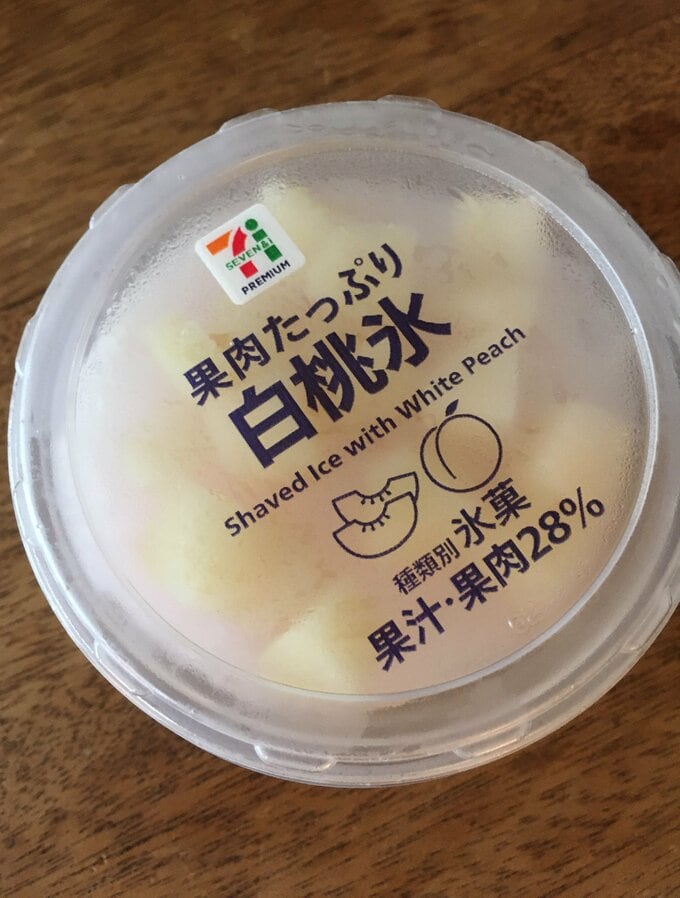 SEVEN&i
PREMIUM
果肉たっぷり
白桃氷
Shaved Ice with White Peach
種類別 氷菓
果汁・果肉28%